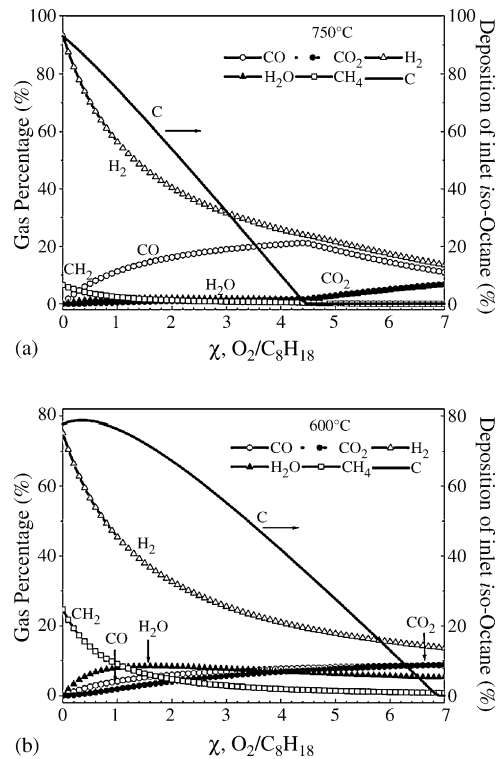 100
80
60
40
20
0
Gas Percentage (%)
750°C
CO CO2 H2
H2O CH4 C
C
H2
CO
CH2
H2O
CO2
100
80
60
40
20
0
Deposition of inlet iso-Octane (%)
0 1 2 3 4 5 6 7
(a)
χ, O2/C8H18
80
60
40
20
0
Gas Percentage (%)
600°C
CO CO2 H2
H2O CH4 C
C
H2
CH2
CO
H2O
CO2
80
60
40
20
0
Deposition of inlet iso-Octane (%)
0 1 2 3 4 5 6 7
(b)
χ, O2/C8H18